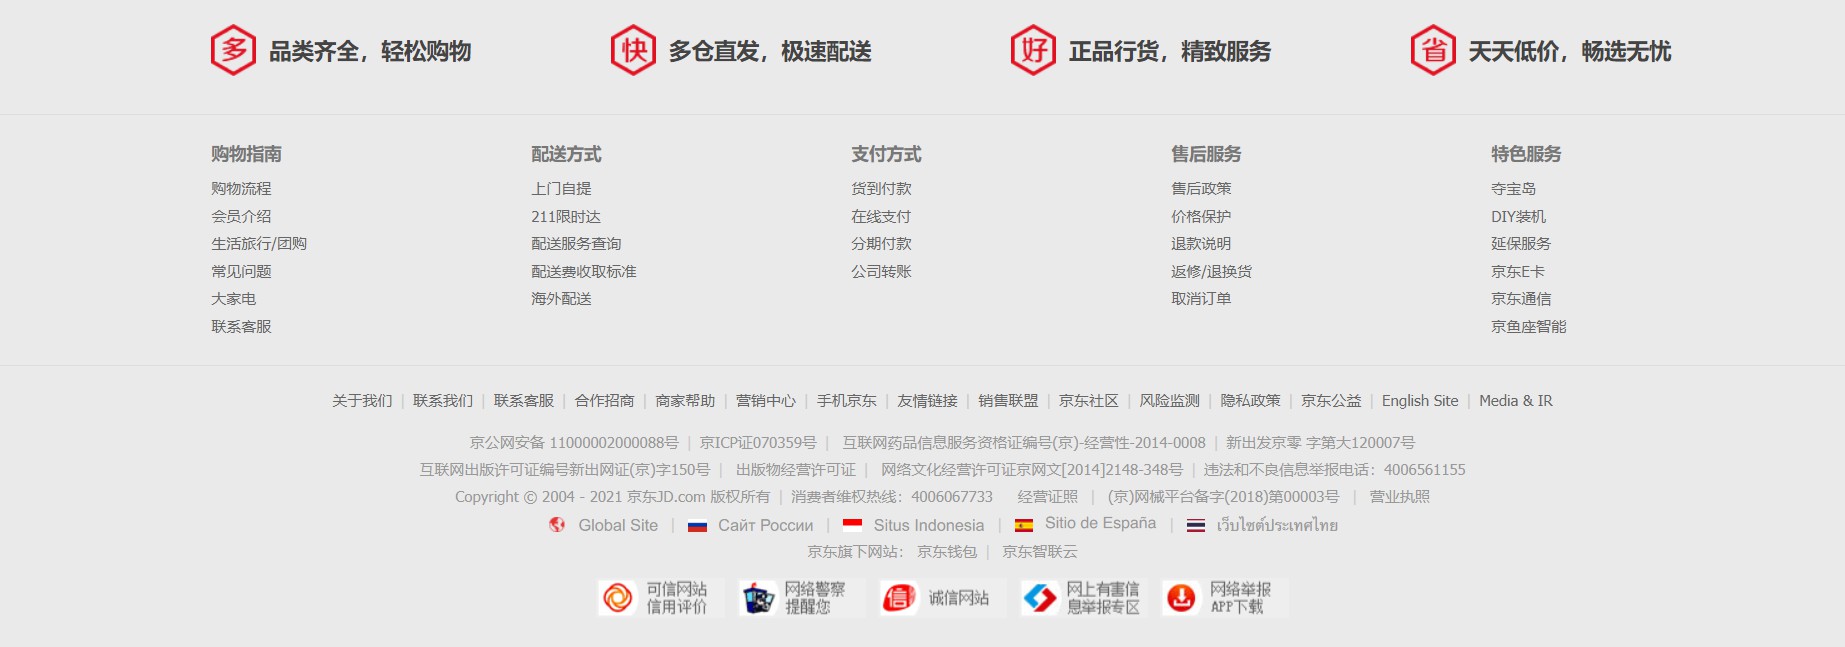 多 品类齐全，轻松购物 快 多仓直发，极速配送 好 正品行货，精致服务 省 天天低价，畅选无忧
购物指南
购物流程
会员介绍
生活旅行/团购
常见问题
大家电
联系客服
配送方式
上门自提
211限时达
配送服务查询
配送费收取标准
海外配送
支付方式
货到付款
在线支付
分期付款
公司转账
售后服务
售后政策
价格保护
退款说明
返修/退换货
取消订单
特色服务
夺宝岛
DIY装机
延保服务
京东E卡
京东通信
京鱼座智能
关于我们 | 联系我们 | 联系客服 | 合作招商 | 商家帮助 | 营销中心 | 手机京东 | 友情链接 | 销售联盟 | 京东社区 | 风险监测 | 隐私政策 | 京东公益 | English Site | Media & IR
京公网安备 11000002000088号 | 京ICP证070359号 | 互联网药品信息服务资格证编号(京)-经营性-2014-0008 | 新出发京零 字第大120007号
互联网出版许可证编号新出网证(京)字150号 | 出版物经营许可证 | 网络文化经营许可证京网文[2014]2148-348号 | 违法和不良信息举报电话：4006561155
Copyright © 2004 - 2021 京东JD.com 版权所有 | 消费者维权热线：4006067733 经营证照 | (京)网械平台备字(2018)第00003号 | 营业执照
Global Site | Сайт России | Situs Indonesia | Sitio de España | เว็บไซต์ประเทศไทย
京东旗下网站： 京东钱包 | 京东智联云
可信网站
信用评价
网络警察
提醒您
信
诚信网站
网上有害信
息举报专区
网络举报
APP下载